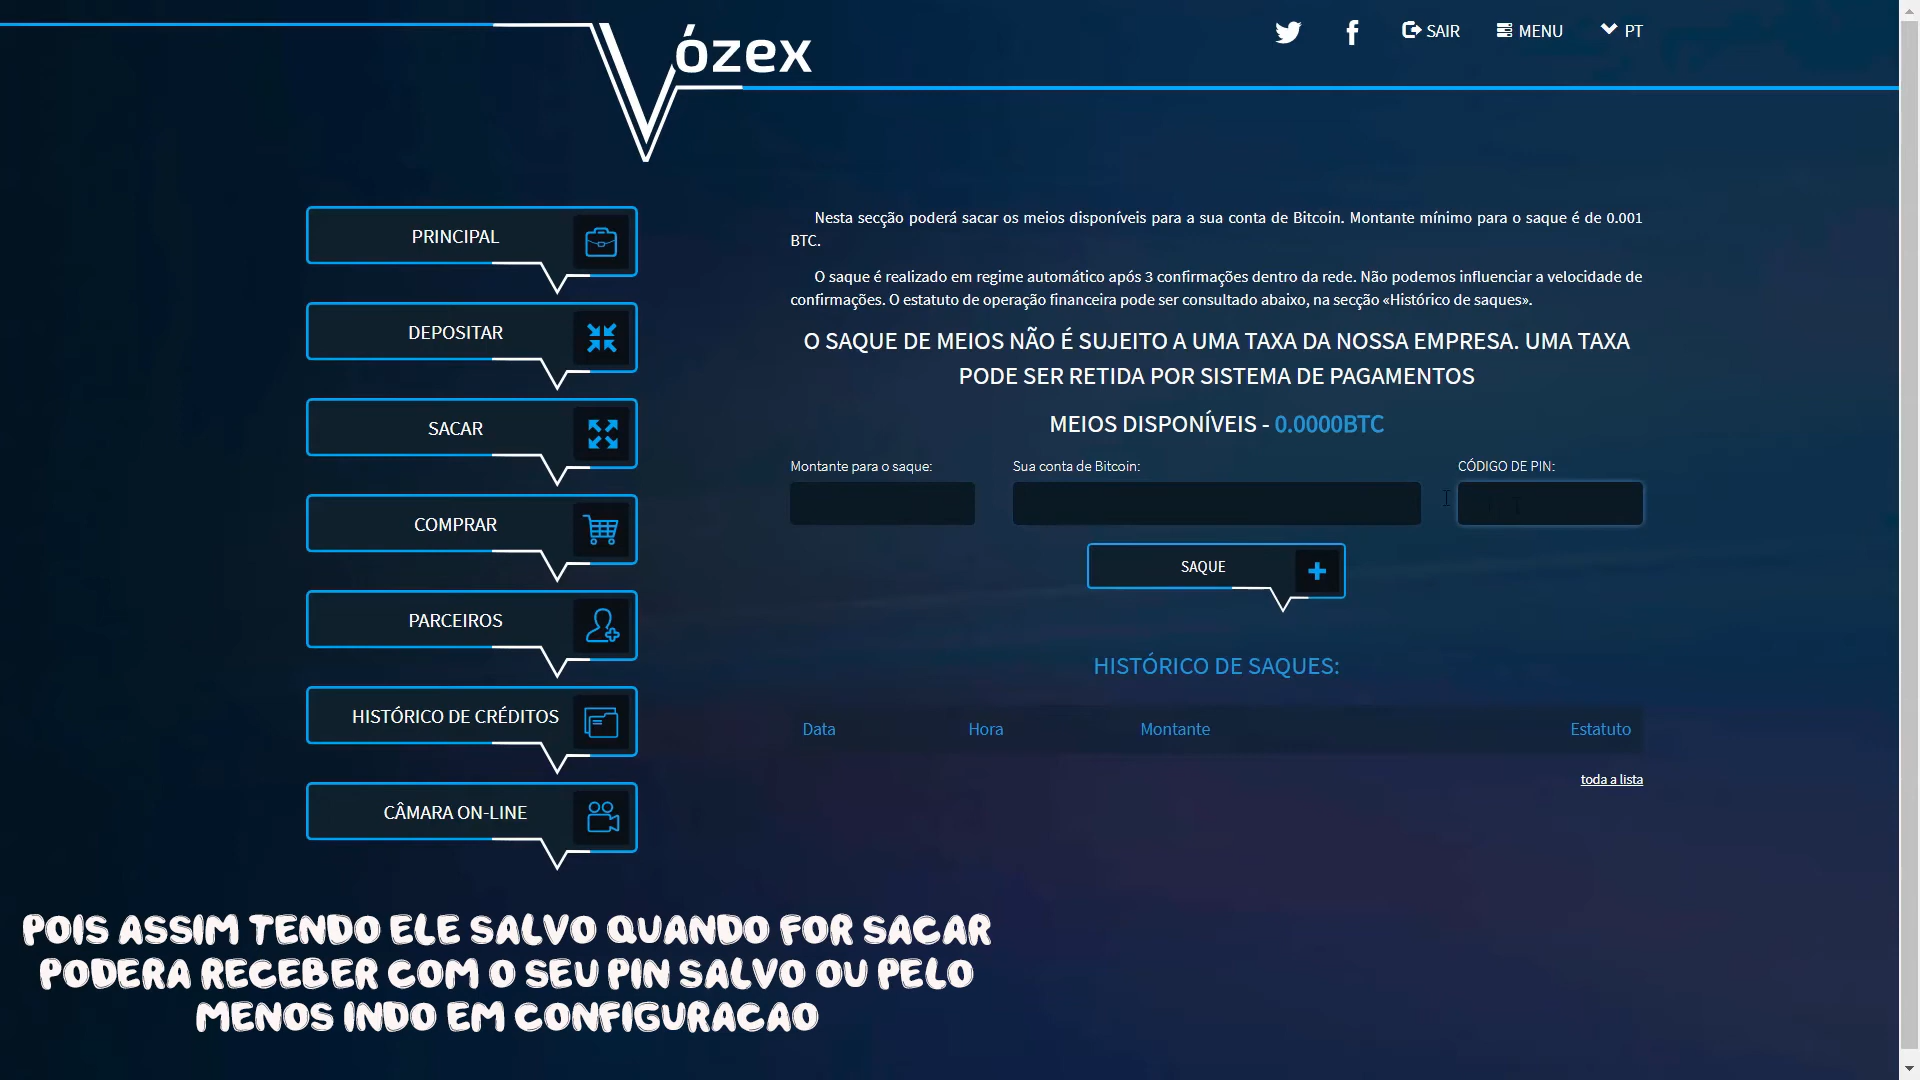 Vózex
SAIR
MENU
PT
PRINCIPAL
DEPOSITAR
SACAR
COMPRAR
PARCEIROS
HISTÓRICO DE CRÉDITOS
CÂMARA ON-LINE
Nesta secção poderá sacar os meios disponíveis para a sua conta de Bitcoin. Montante mínimo para o saque é de 0.001
BTC.
O saque é realizado em regime automático após 3 confirmações dentro da rede. Não podemos influenciar a velocidade de
confirmações. O estatuto de operação financeira pode ser consultado abaixo, na secção «Histórico de saques».
O SAQUE DE MEIOS NÃO É SUJEITO A UMA TAXA DA NOSSA EMPRESA. UMA TAXA
PODE SER RETIDA POR SISTEMA DE PAGAMENTOS
MEIOS DISPONÍVEIS - 0.0000BTC
Montante para o saque:
Sua conta de Bitcoin:
CÓDIGO DE PIN:
SAQUE
HISTÓRICO DE SAQUES:
Data Hora Montante Estatuto
toda a lista
POIS ASSIM TENDO ELE SALVO QUANDO FOR SACAR
PODERA RECEBER COM O SEU PIN SALVO OU PELO
MENOS INDO EM CONFIGURACAO